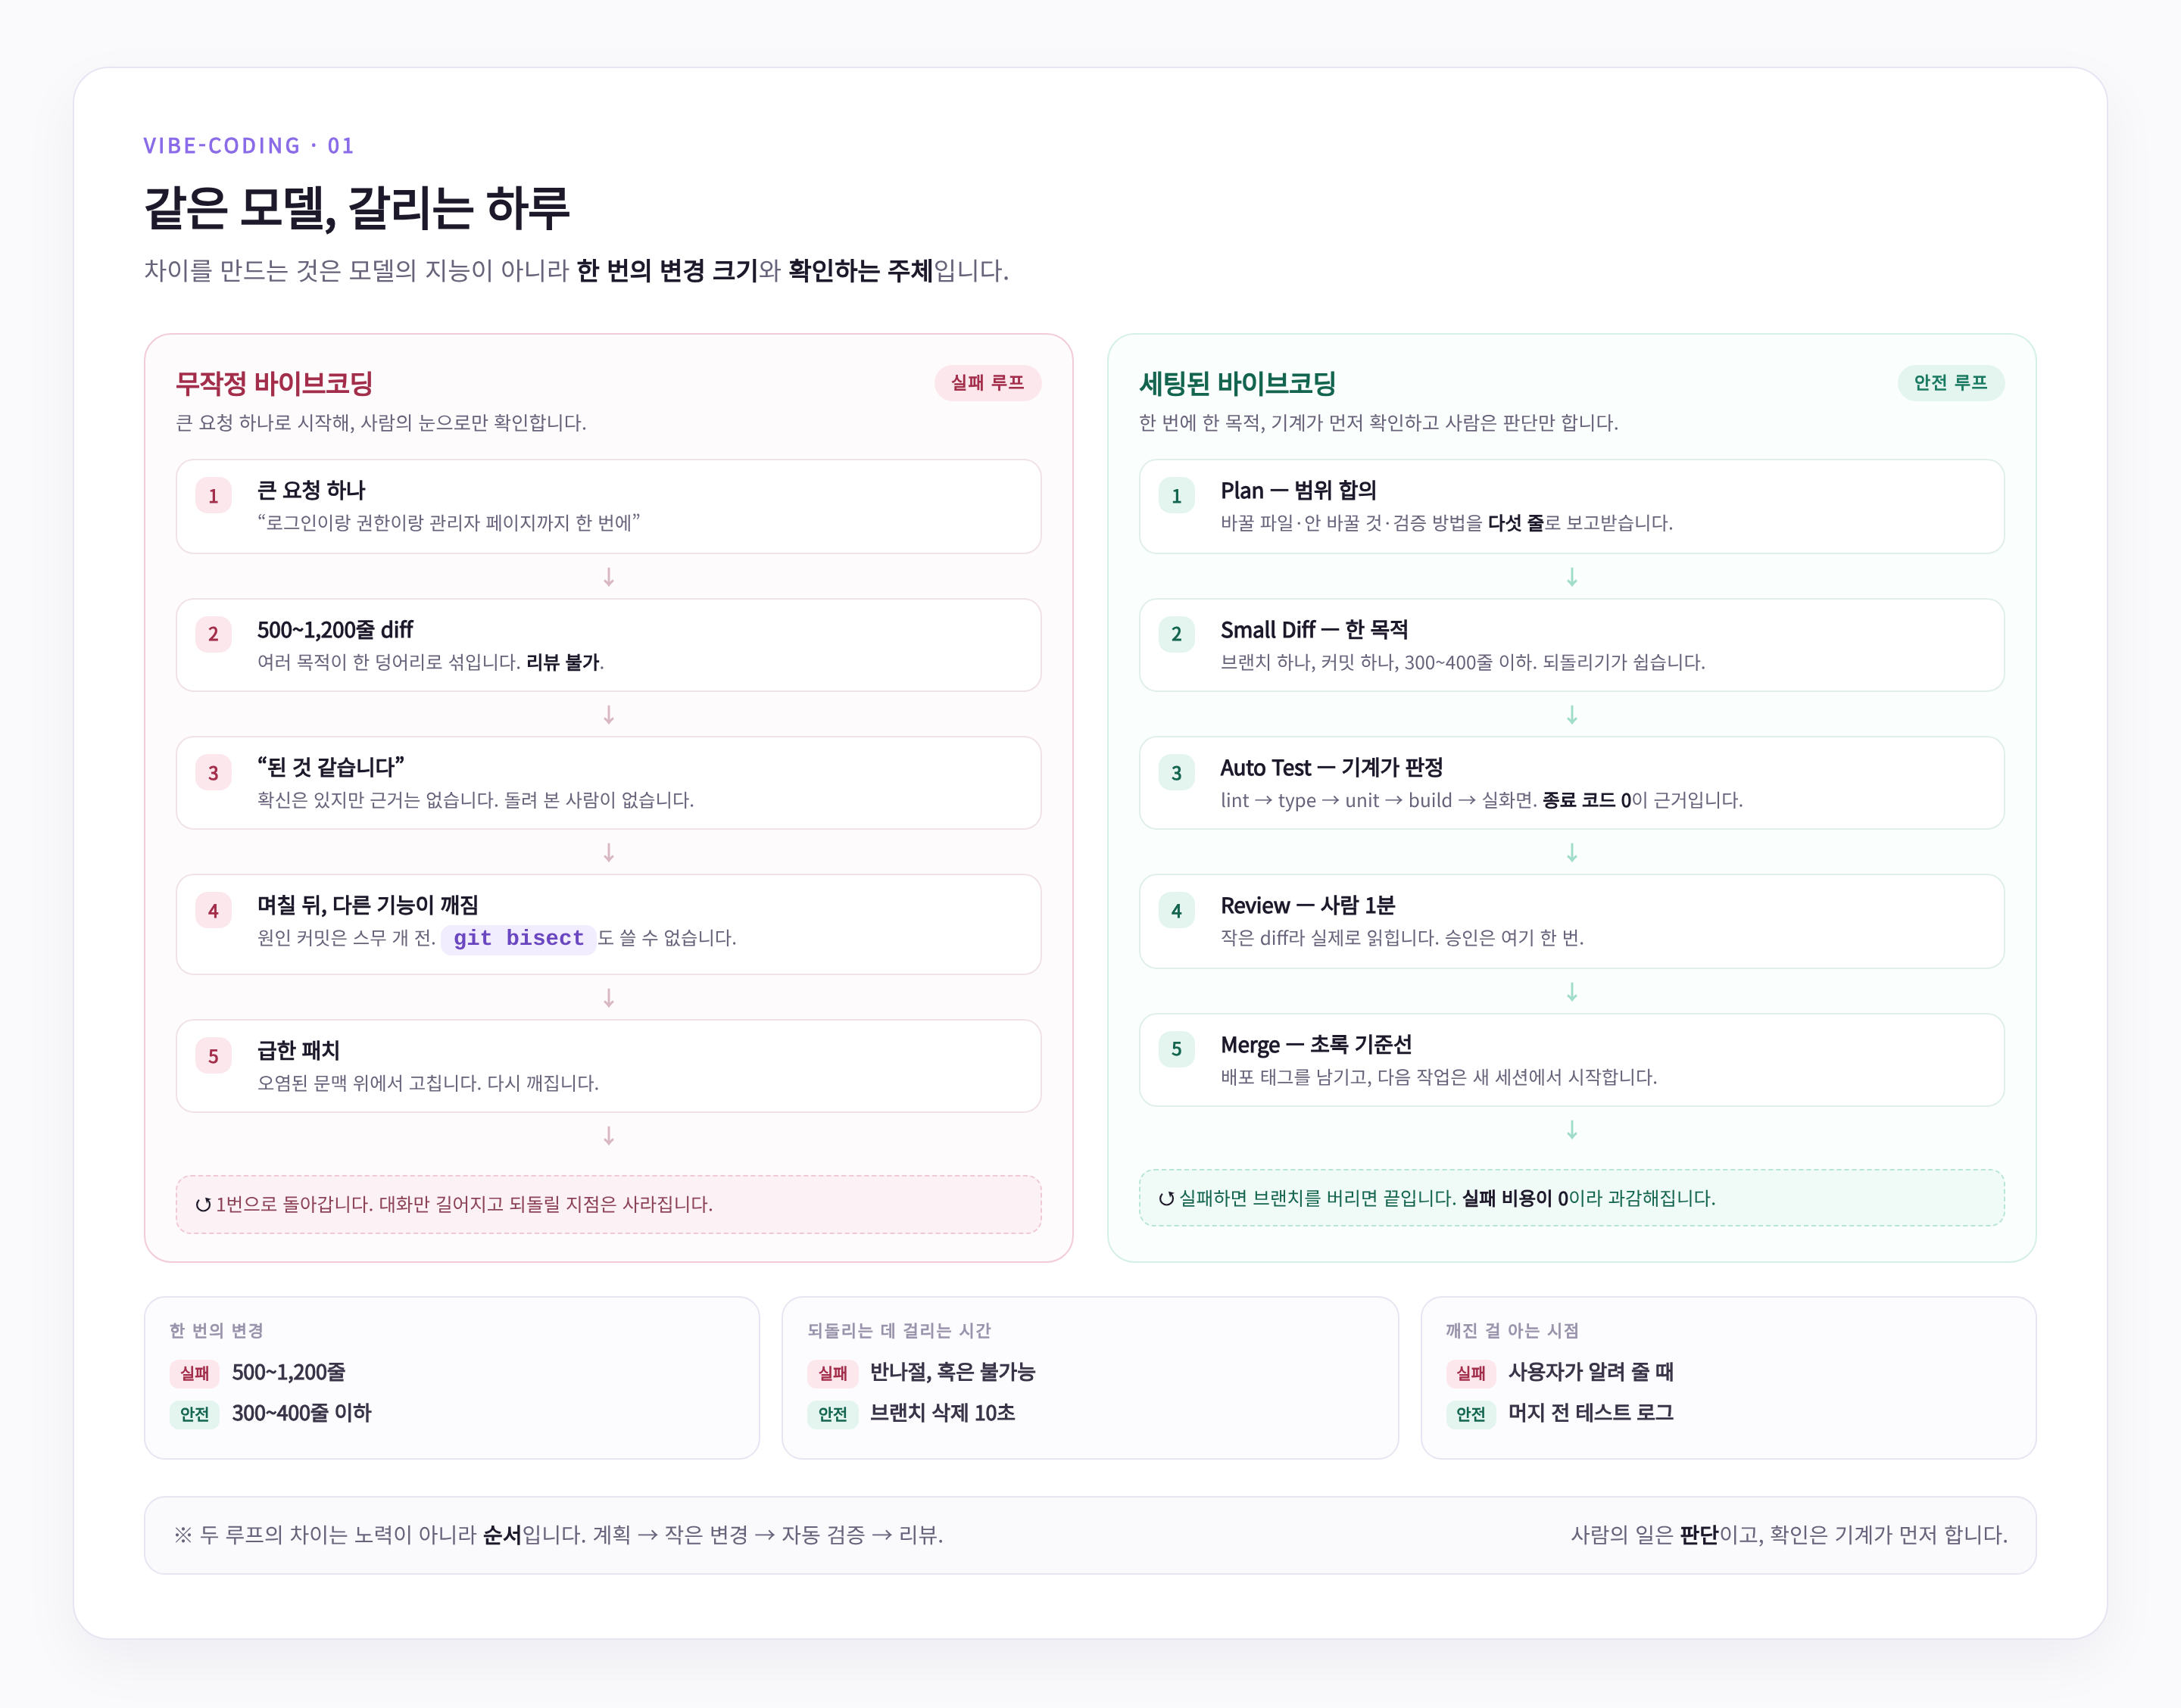 VIBE-CODING · 01
같은 모델, 갈리는 하루
차이를 만드는 것은 모델의 지능이 아니라 한 번의 변경 크기와 확인하는 주체입니다.
무작정 바이브코딩
실패 루프
큰 요청 하나로 시작해, 사람의 눈으로만 확인합니다.
1
큰 요청 하나
“로그인이랑 권한이랑 관리자 페이지까지 한 번에”
↓
2
500~1,200줄 diff
여러 목적이 한 덩어리로 섞입니다. 리뷰 불가.
↓
3
“된 것 같습니다”
확신은 있지만 근거는 없습니다. 돌려 본 사람이 없습니다.
↓
4
며칠 뒤, 다른 기능이 깨짐
원인 커밋은 스무 개 전. git bisect도 쓸 수 없습니다.
↓
5
급한 패치
오염된 문맥 위에서 고칩니다. 다시 깨집니다.
↓
↺ 1번으로 돌아갑니다. 대화만 길어지고 되돌릴 지점은 사라집니다.
세팅된 바이브코딩
안전 루프
한 번에 한 목적, 기계가 먼저 확인하고 사람은 판단만 합니다.
1
Plan — 범위 합의
바꿀 파일·안 바꿀 것·검증 방법을 다섯 줄로 보고받습니다.
↓
2
Small Diff — 한 목적
브랜치 하나, 커밋 하나, 300~400줄 이하. 되돌리기가 쉽습니다.
↓
3
Auto Test — 기계가 판정
lint → type → unit → build → 실화면. 종료 코드 0이 근거입니다.
↓
4
Review — 사람 1분
작은 diff라 실제로 읽힙니다. 승인은 여기 한 번.
↓
5
Merge — 초록 기준선
배포 태그를 남기고, 다음 작업은 새 세션에서 시작합니다.
↓
↺ 실패하면 브랜치를 버리면 끝입니다. 실패 비용이 0이라 과감해집니다.
한 번의 변경
실패 500~1,200줄
안전 300~400줄 이하
되돌리는 데 걸리는 시간
실패 반나절, 혹은 불가능
안전 브랜치 삭제 10초
깨진 걸 아는 시점
실패 사용자가 알려 줄 때
안전 머지 전 테스트 로그
※ 두 루프의 차이는 노력이 아니라 순서입니다. 계획 → 작은 변경 → 자동 검증 → 리뷰.
사람의 일은 판단이고, 확인은 기계가 먼저 합니다.